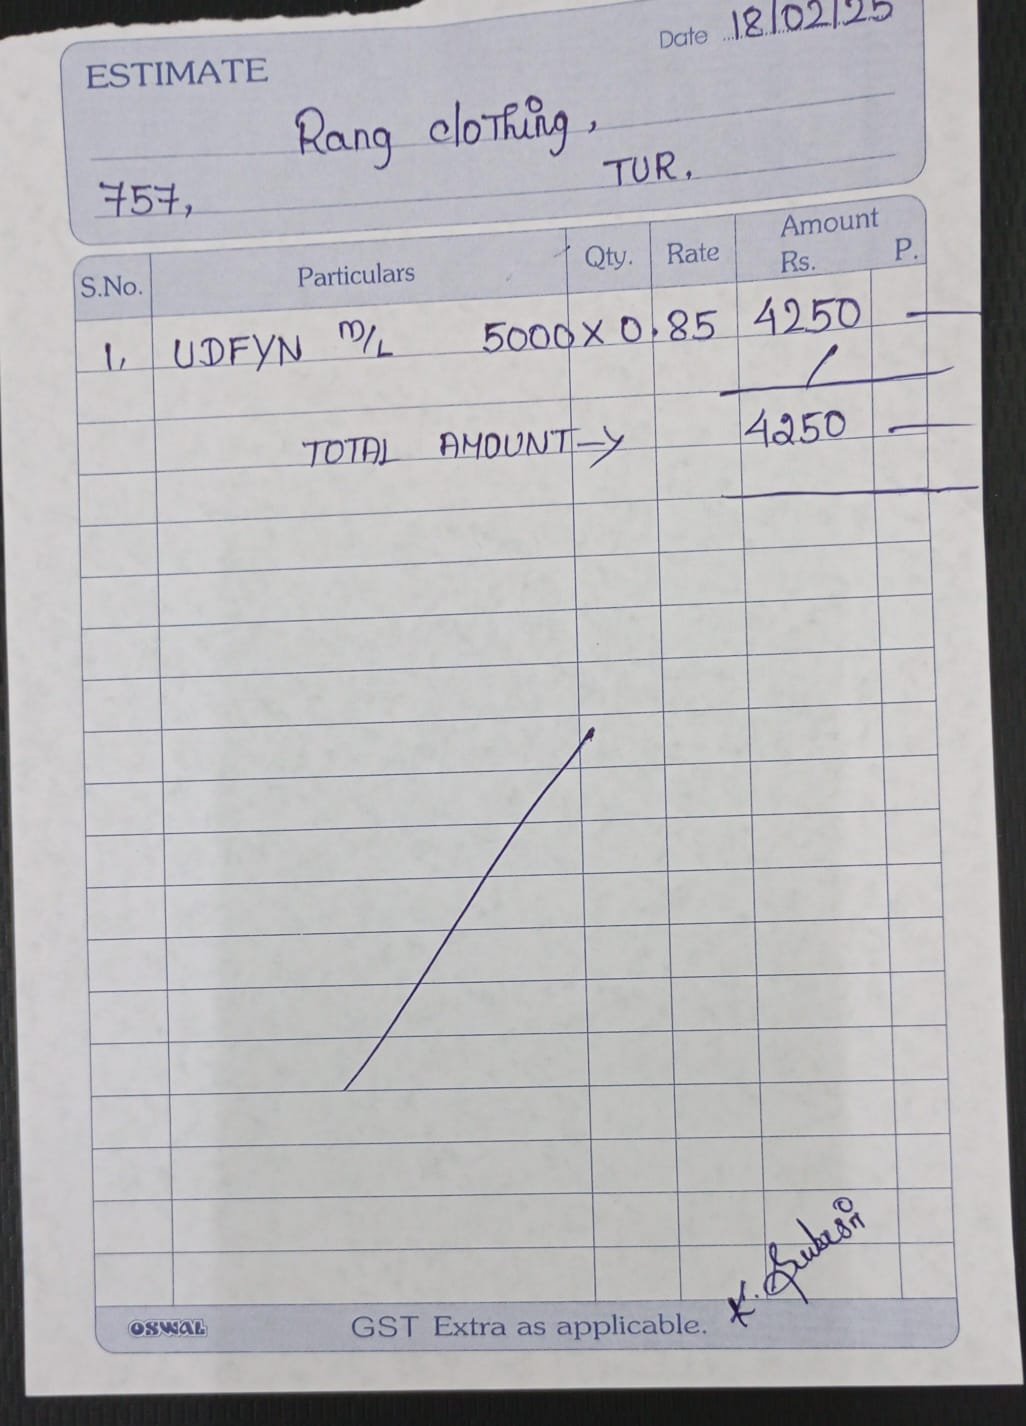 Date 18/02/25
ESTIMATE
Rang clothing,
757, TUR.
S.No. Particulars Qty. Rate Amount Rs. P.
1, UDFYN M/L 5000 X 0.85 4250 —
TOTAL AMOUNT → 4250 —
K.
OSWAL GST Extra as applicable.